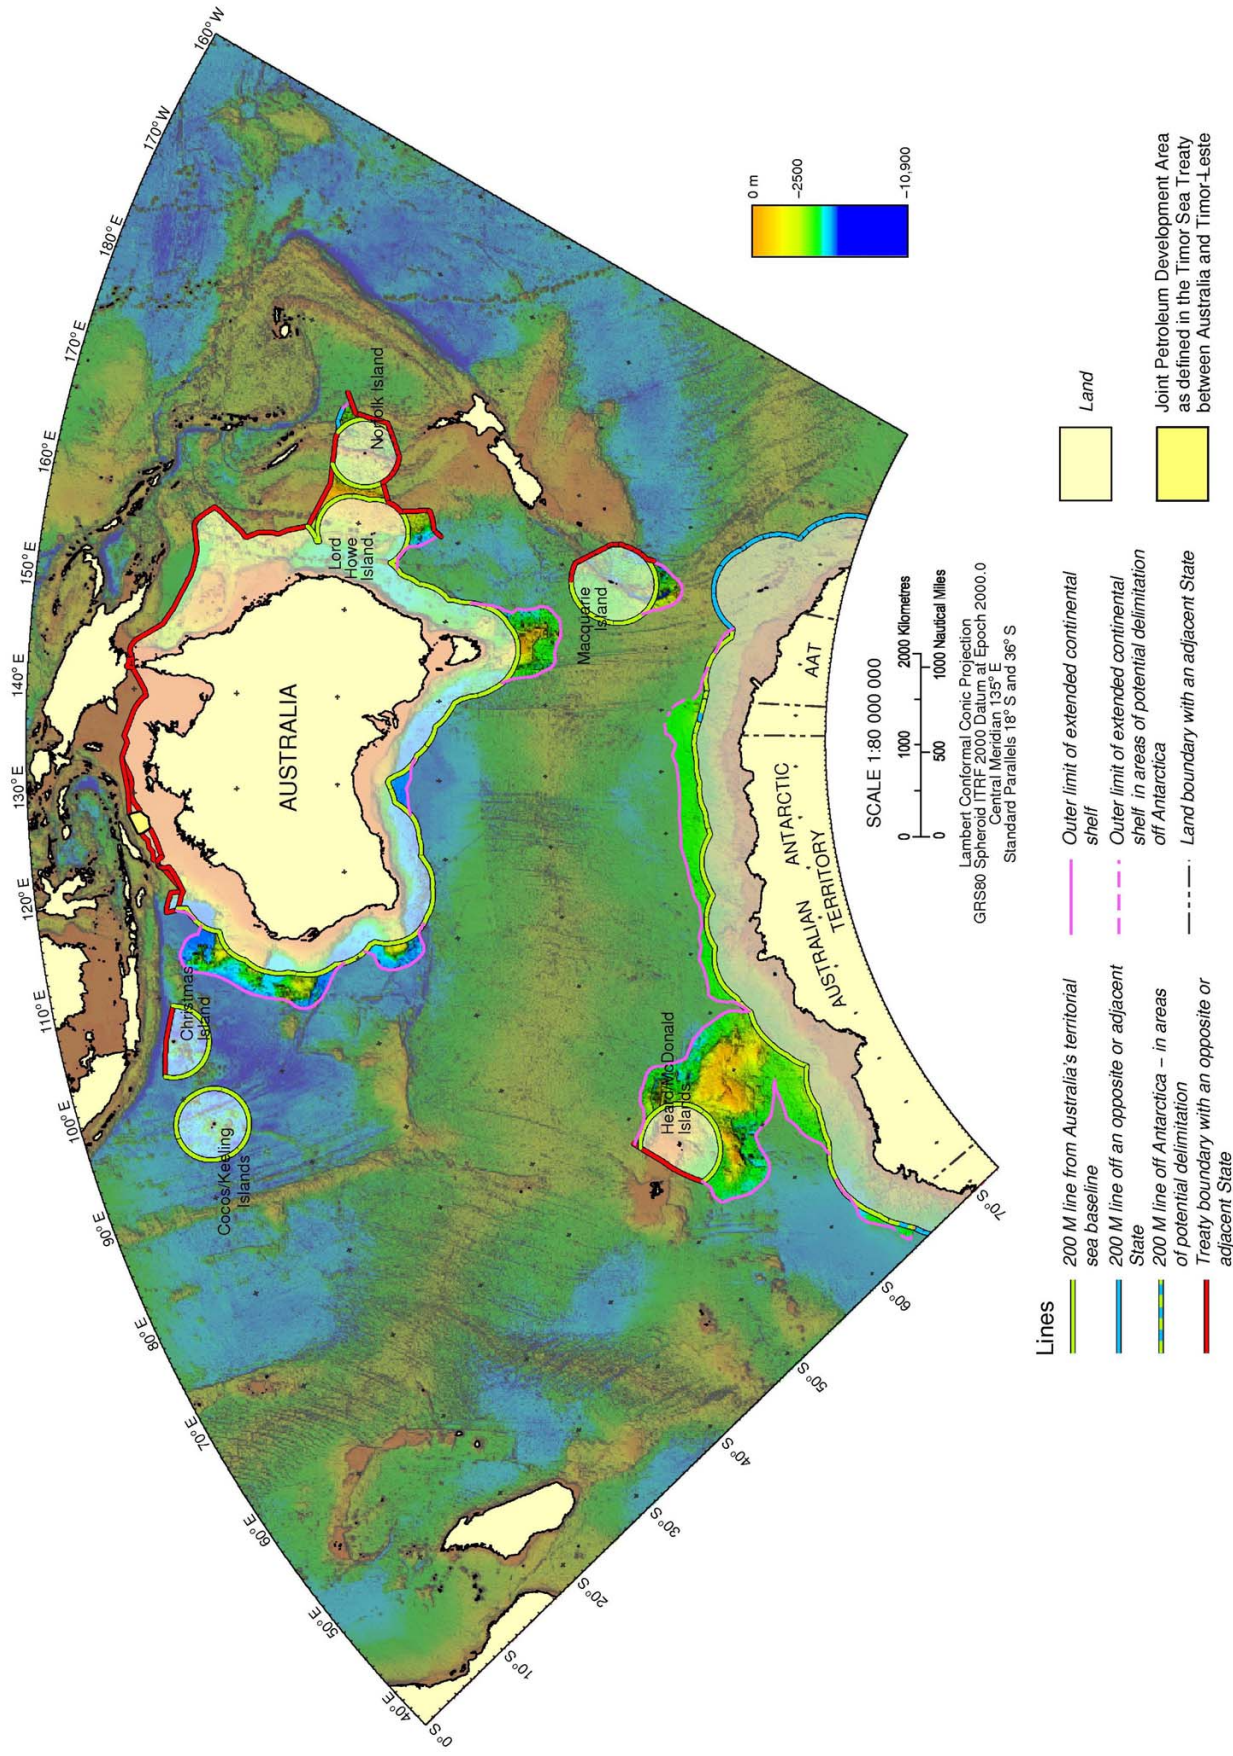 160° W
170° W
180° E
170° E
160° E
150° E
140° E
130° E
120° E
110° E
100° E
90° E
80° E
70° E
60° E
50° E
40° E
0° S
10° S
20° S
30° S
40° S
50° S
60° S
70° S
AUSTRALIA
Norfolk Island
Lord
Howe
Island
Macquarie
Island
Christmas
Island
Cocos/Keeling
Islands
Heard/McDonald
Islands
AAT
AUSTRALIAN ANTARCTIC
TERRITORY
0 m
−2500
−10,900
SCALE 1:80 000 000
0 1000 2000 Kilometres
0 500 1000 Nautical Miles
Lambert Conformal Conic Projection
GRS80 Spheroid ITRF 2000 Datum at Epoch 2000.0
Central Meridian 135° E
Standard Parallels 18° S and 36° S
Lines
200 M line from Australia's territorial
sea baseline
200 M line off an opposite or adjacent
State
200 M line off Antarctica – in areas
of potential delimitation
Treaty boundary with an opposite or
adjacent State
Outer limit of extended continental
shelf
Outer limit of extended continental
shelf in areas of potential delimitation
off Antarctica
Land boundary with an adjacent State
Land
Joint Petroleum Development Area
as defined in the Timor Sea Treaty
between Australia and Timor-Leste